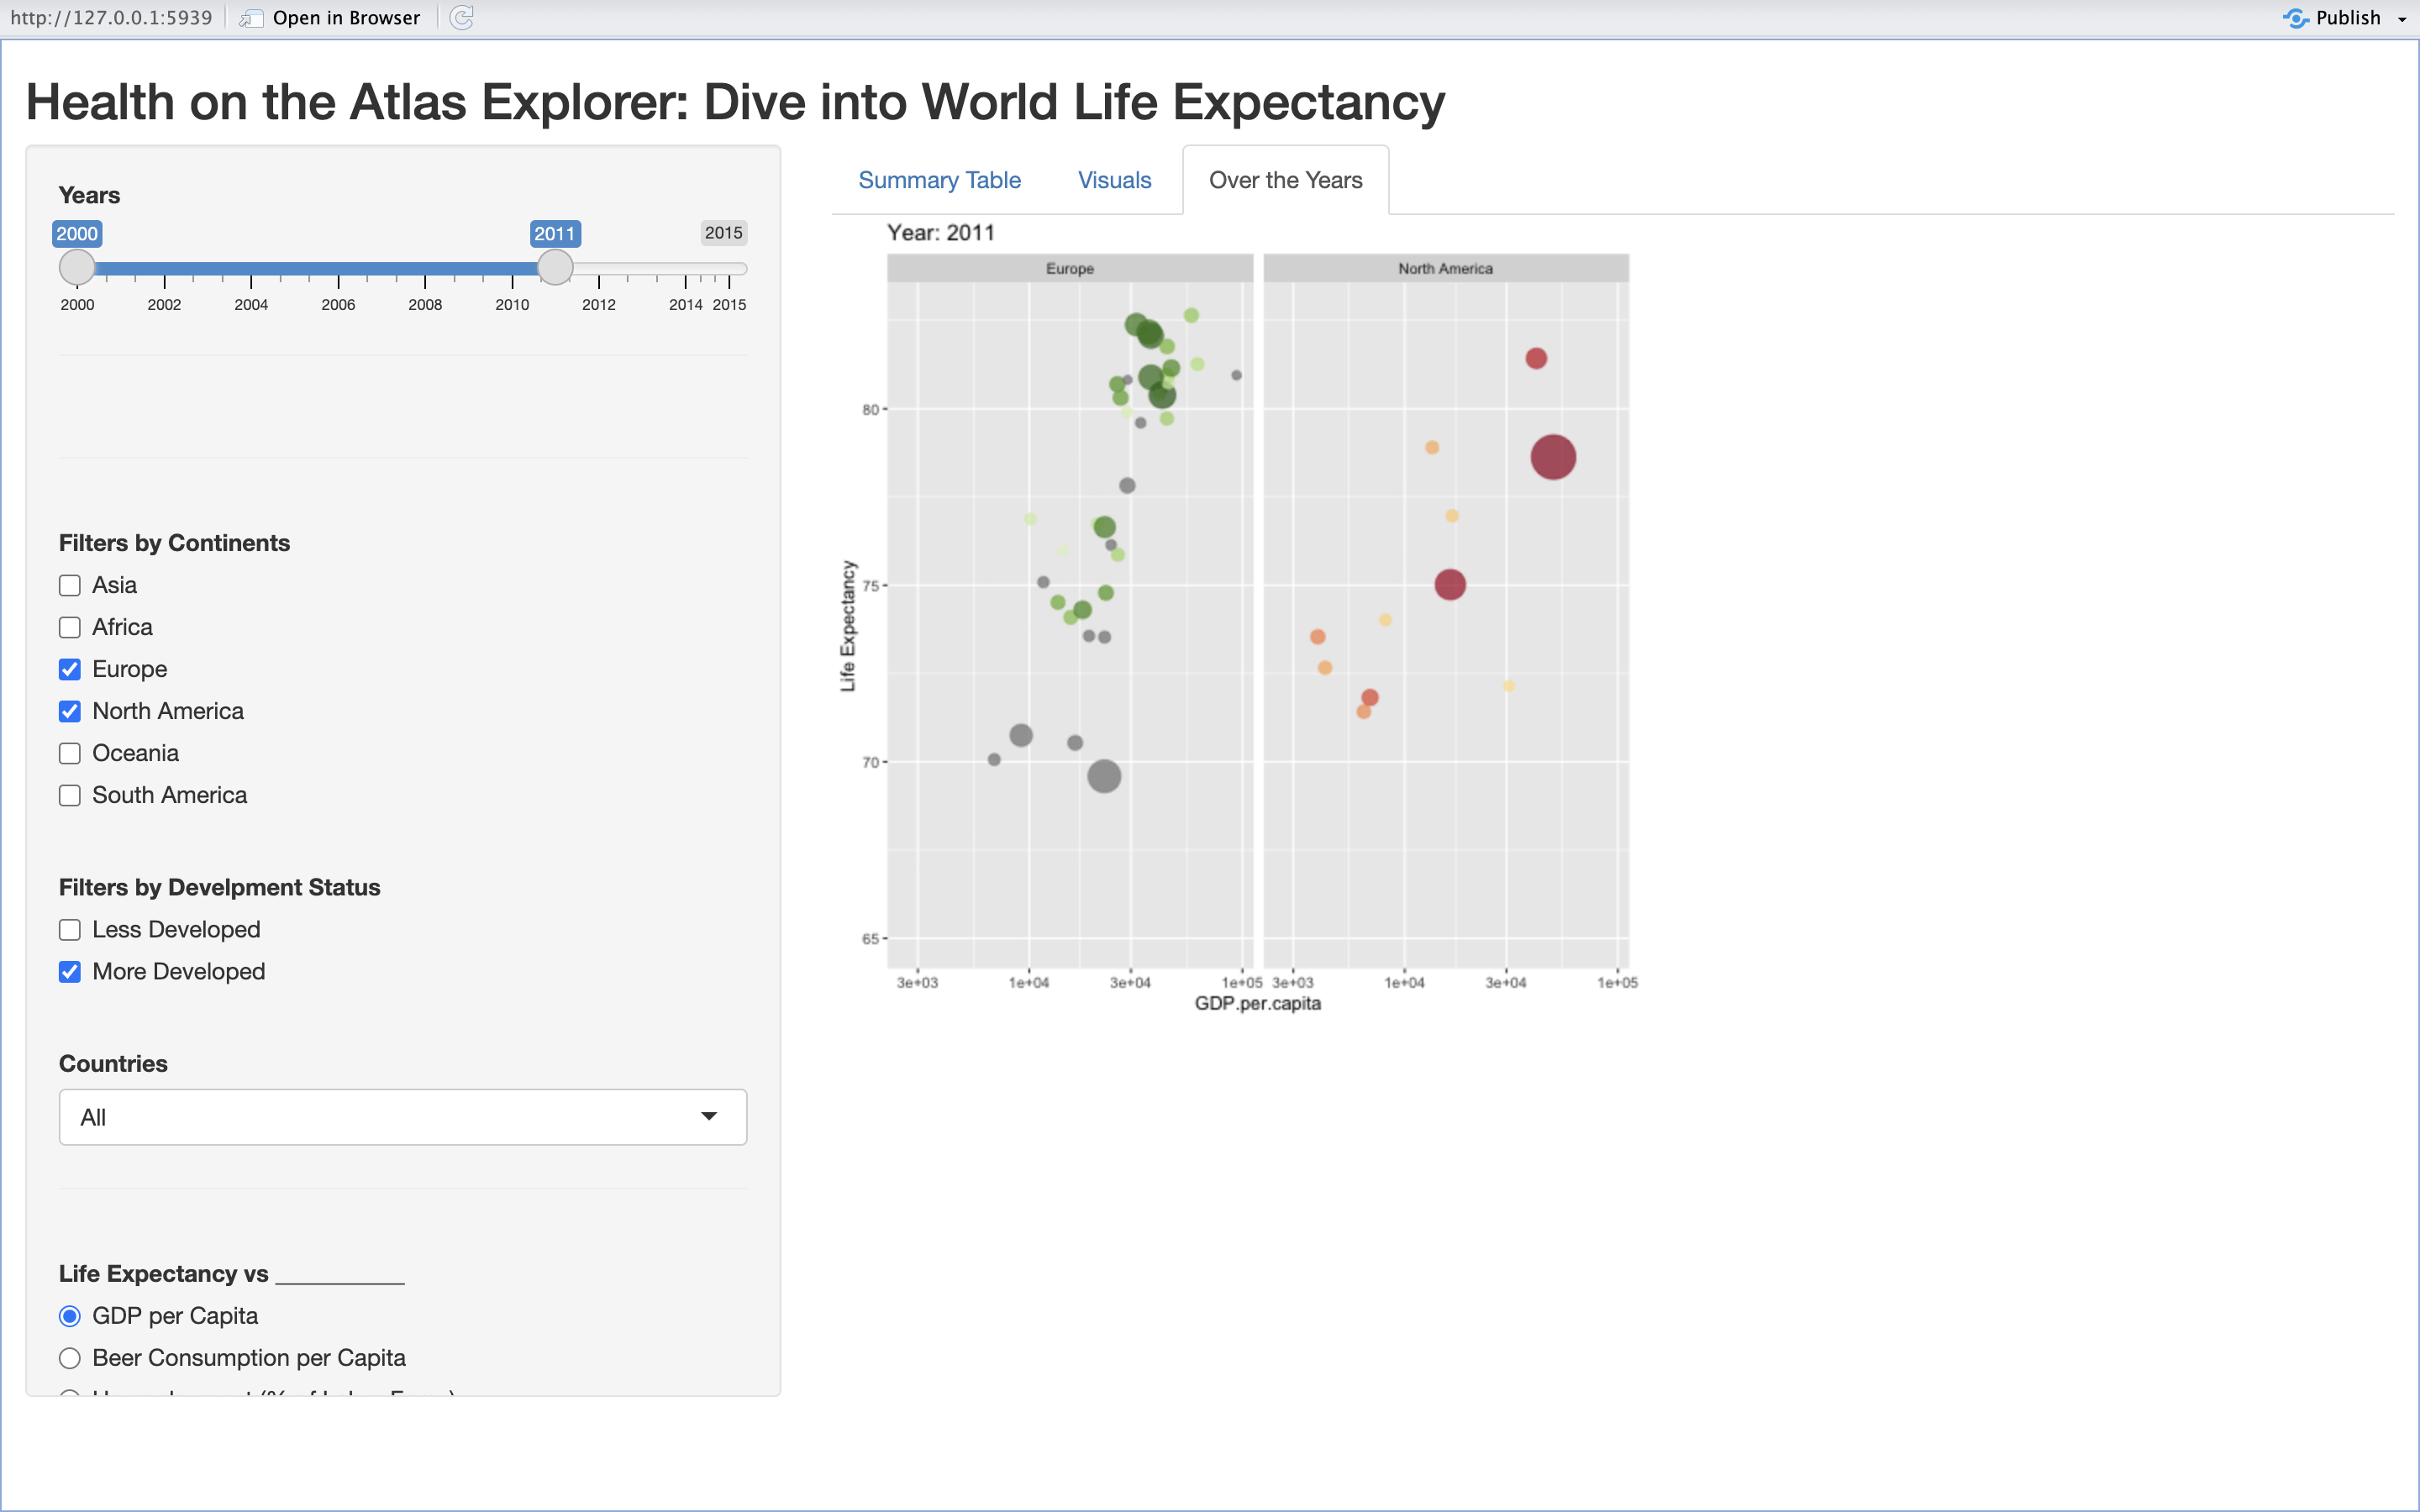 http://127.0.0.1:5939 Open in Browser Publish
Health on the Atlas Explorer: Dive into World Life Expectancy
Years
2000 2011 2015
2000 2002 2004 2006 2008 2010 2012 2014 2015
Filters by Continents
Asia
Africa
Europe
North America
Oceania
South America
Filters by Develpment Status
Less Developed
More Developed
Countries
All
Life Expectancy vs __________
GDP per Capita
Beer Consumption per Capita
Summary Table Visuals Over the Years
Year: 2011
Europe North America
80
75
70
65
Life Expectancy
3e+03 1e+04 3e+04 1e+05 3e+03 1e+04 3e+04 1e+05
GDP.per.capita